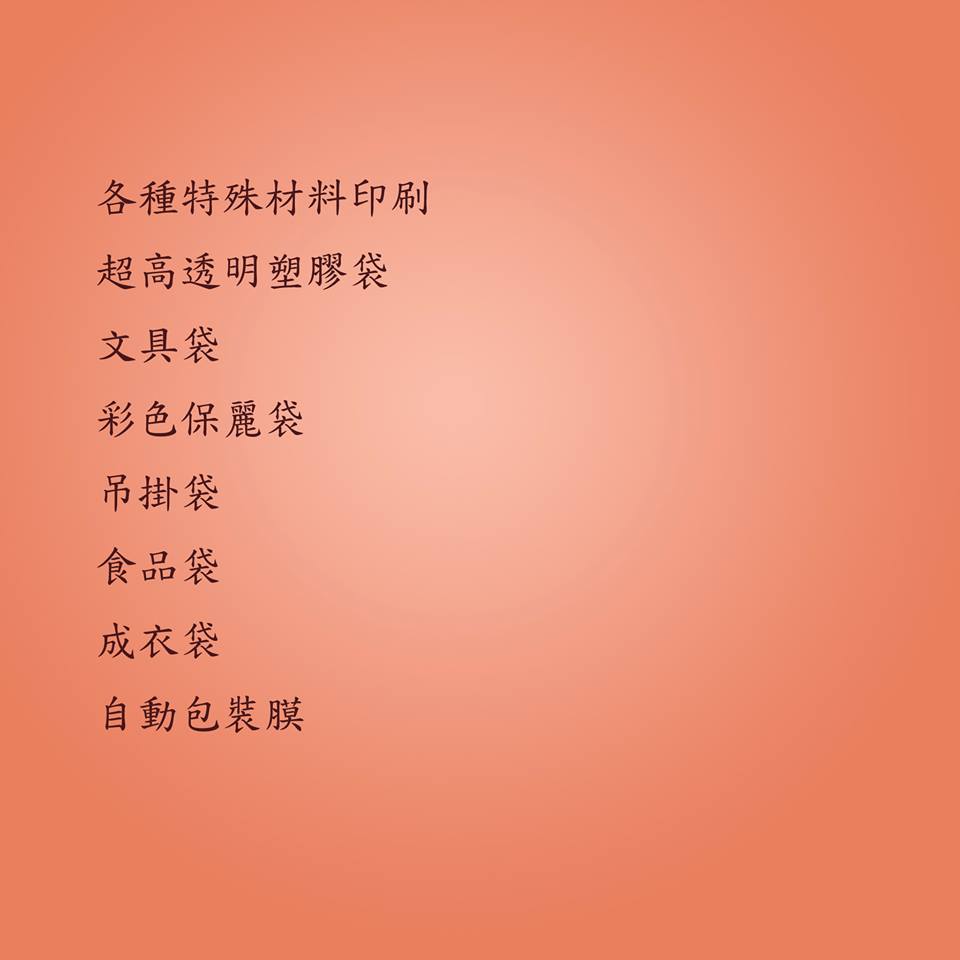 各種特殊材料印刷
超高透明塑膠袋
文具袋
彩色保麗袋
吊掛袋
食品袋
成衣袋
自動包裝膜